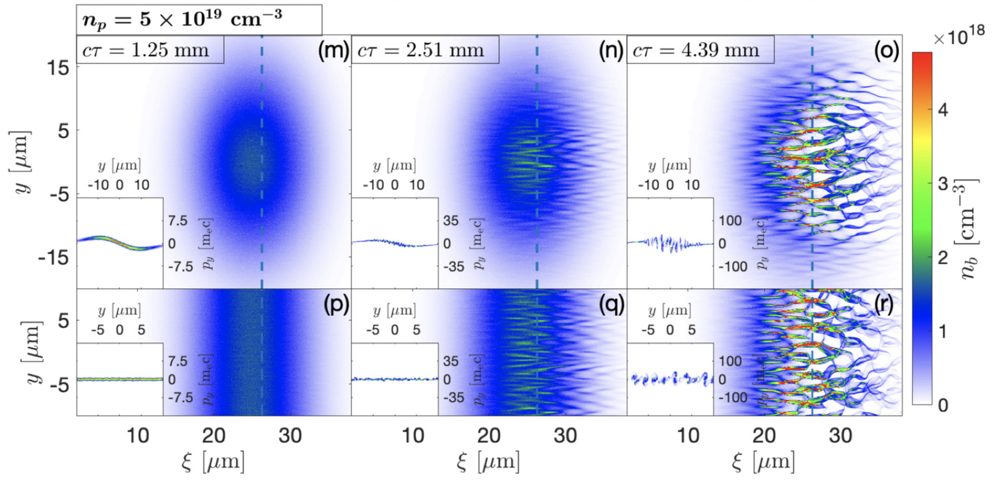 n_p = 5 × 10^19 cm^−3
cτ = 1.25 mm (m) cτ = 2.51 mm (n) cτ = 4.39 mm (o)
×10^18
15
5
-5
-15
y [μm]
y [μm]
-10 0 10
7.5
0
-7.5
p_y [m_ec]
y [μm]
-10 0 10
35
0
-35
p_y [m_ec]
y [μm]
-10 0 10
100
0
-100
p_y [m_ec]
4
3
2
1
0
n_b [cm^−3]
(p) (q) (r)
5
-5
y [μm]
y [μm]
-5 0 5
7.5
0
-7.5
p_y [m_ec]
y [μm]
-5 0 5
35
0
-35
p_y [m_ec]
y [μm]
-5 0 5
100
0
-100
p_y [m_ec]
10 20 30 10 20 30 10 20 30
ξ [μm] ξ [μm] ξ [μm]